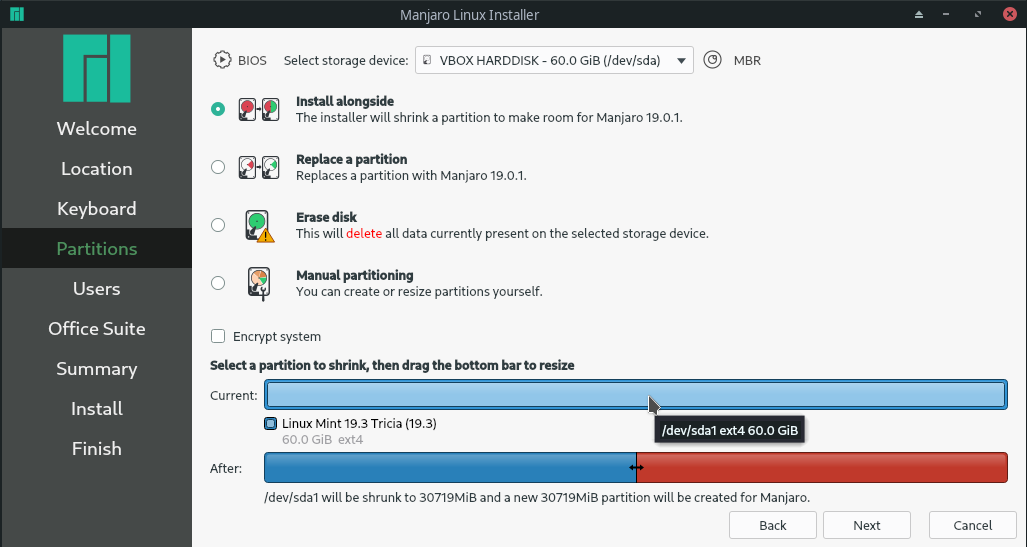 Manjaro Linux Installer
BIOS Select storage device: VBOX HARDDISK - 60.0 GiB (/dev/sda) MBR
Welcome
Location
Keyboard
Partitions
Users
Office Suite
Summary
Install
Finish
Install alongside
The installer will shrink a partition to make room for Manjaro 19.0.1.
Replace a partition
Replaces a partition with Manjaro 19.0.1.
Erase disk
This will delete all data currently present on the selected storage device.
Manual partitioning
You can create or resize partitions yourself.
Encrypt system
Select a partition to shrink, then drag the bottom bar to resize
Current:
Linux Mint 19.3 Tricia (19.3)
60.0 GiB ext4
/dev/sda1 ext4 60.0 GiB
After:
/dev/sda1 will be shrunk to 30719MiB and a new 30719MiB partition will be created for Manjaro.
Back Next Cancel